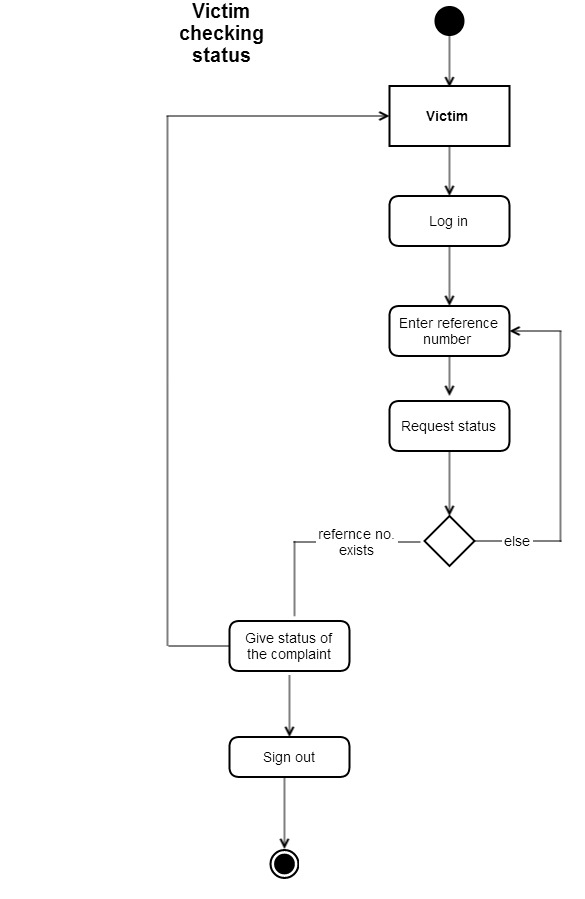 Victim
checking
status
Victim
Log in
Enter reference
number
Request status
refernce no.
exists
else
Give status of
the complaint
Sign out